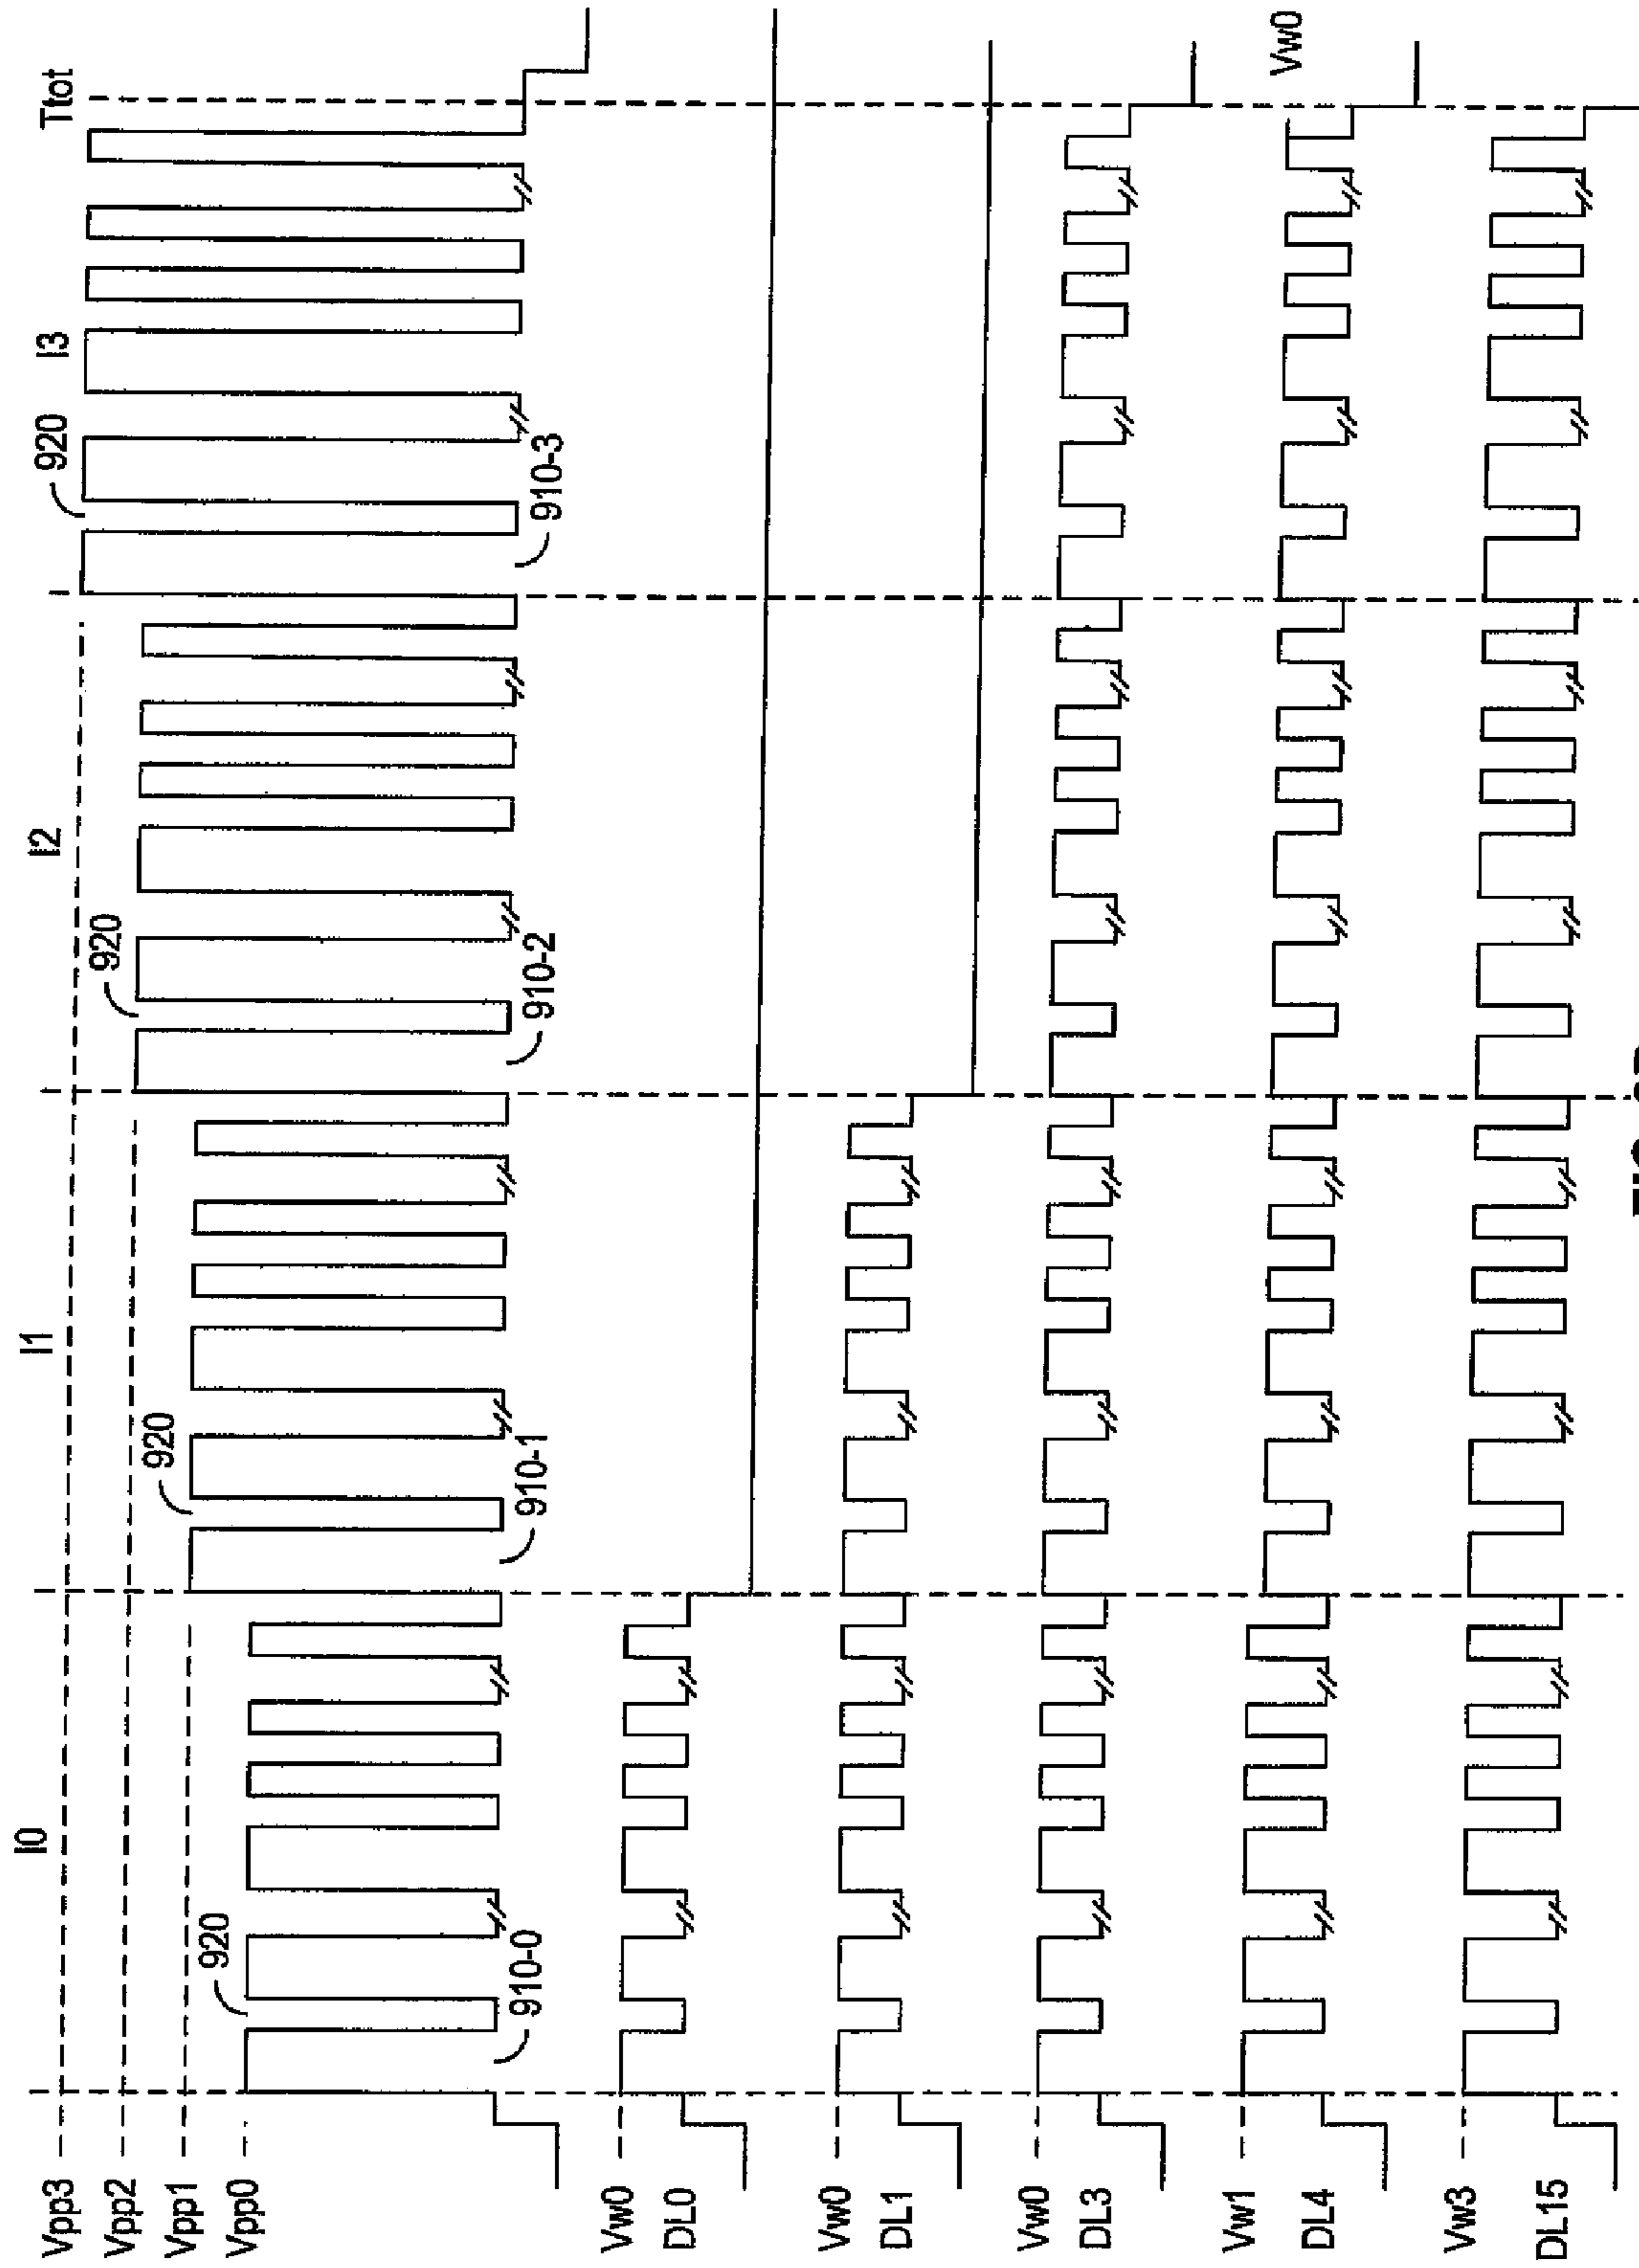 I0
I1
I2
I3
Ttot
Vpp3
Vpp2
Vpp1
Vpp0
920
920
920
920
910-0
910-1
910-2
910-3
Vw0
DL0
Vw0
DL1
Vw0
DL3
Vw1
DL4
Vw0
Vw3
DL15